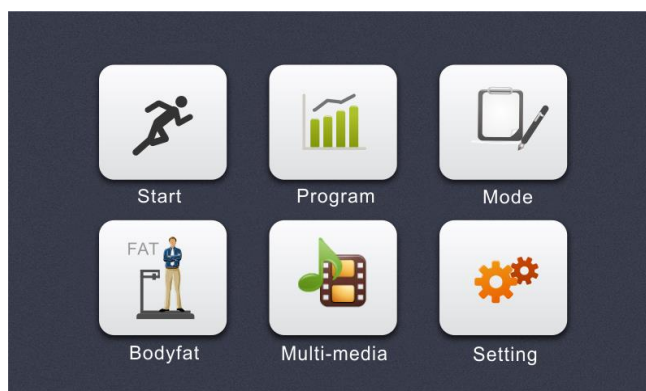 Start
Program
Mode
FAT
Bodyfat
Multi-media
Setting